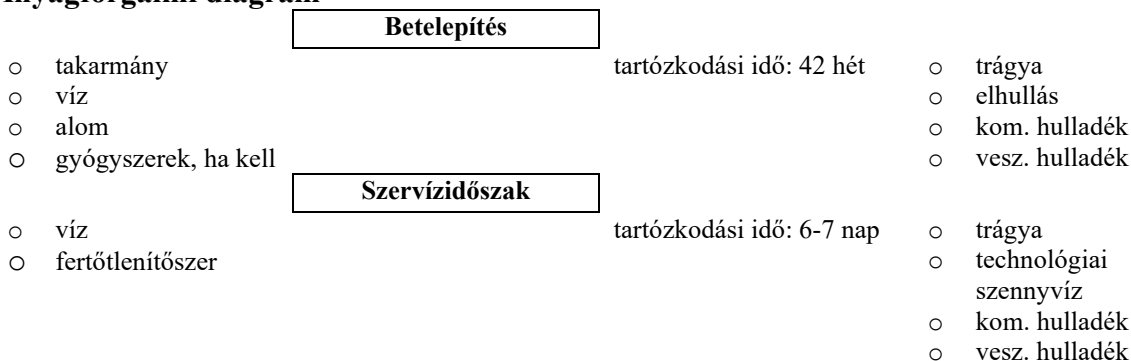 Anyagforgalmi diagram
Betelepítés
o takarmány tartózkodási idő: 42 hét o trágya
o víz o elhullás
o alom o kom. hulladék
o gyógyszerek, ha kell o vesz. hulladék
Szervízidőszak
o víz tartózkodási idő: 6-7 nap o trágya
o fertőtlenítőszer o technológiai
szennyvíz
o kom. hulladék
o vesz. hulladék